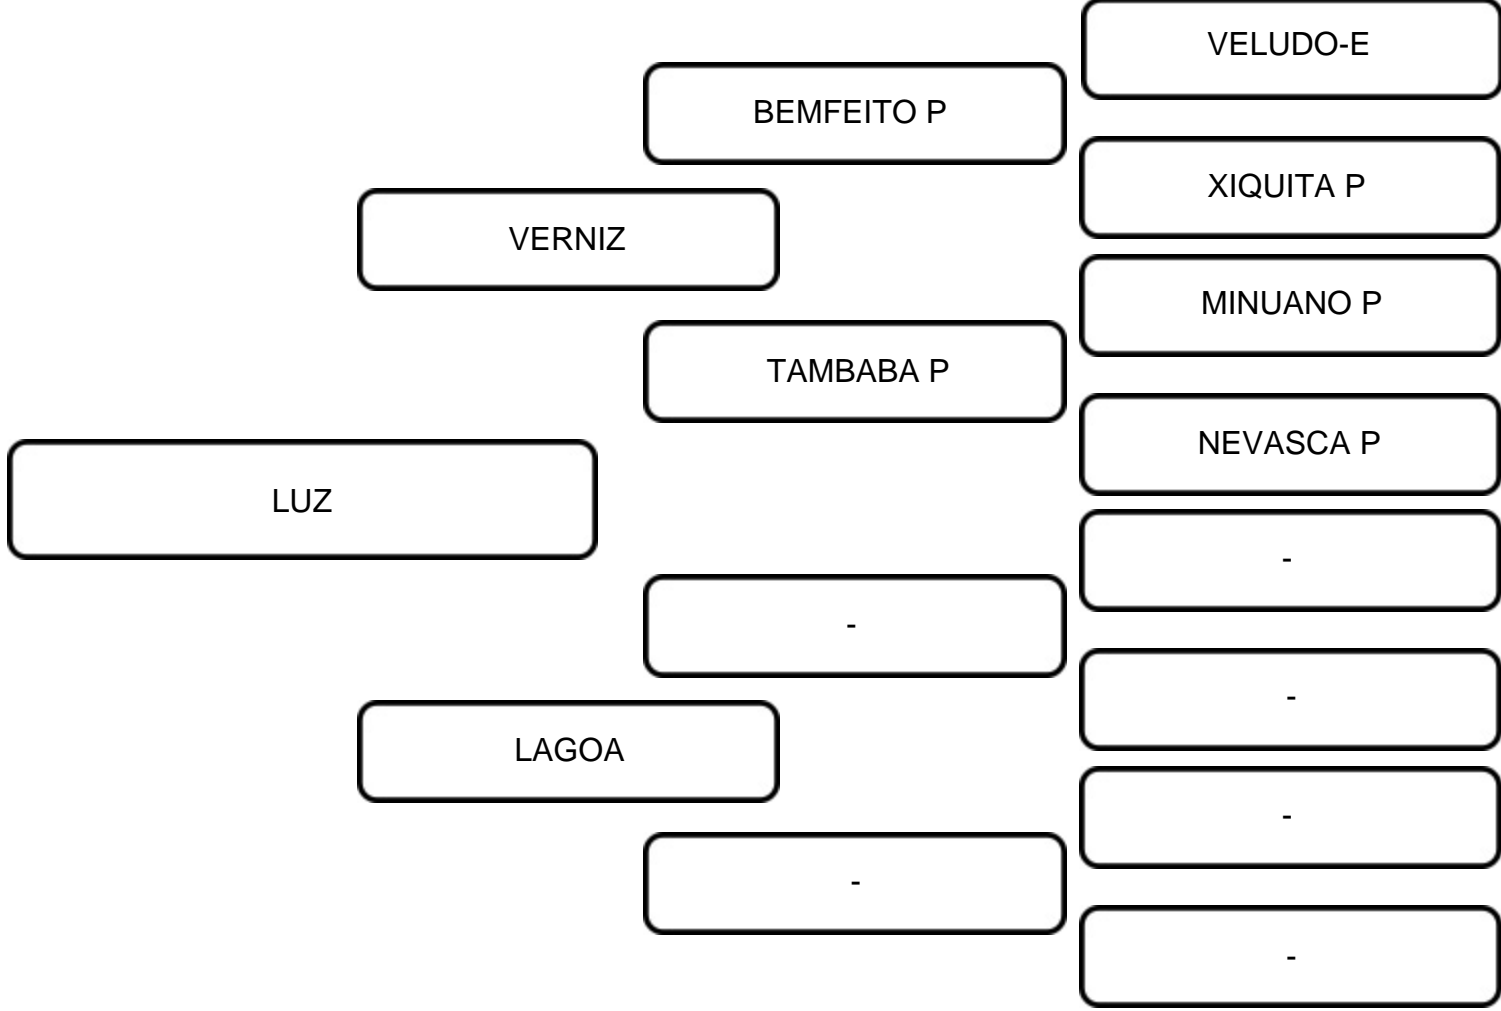 VELUDO-E
BEMFEITO P
XIQUITA P
VERNIZ
MINUANO P
TAMBABA P
NEVASCA P
LUZ
-
-
-
LAGOA
-
-
-